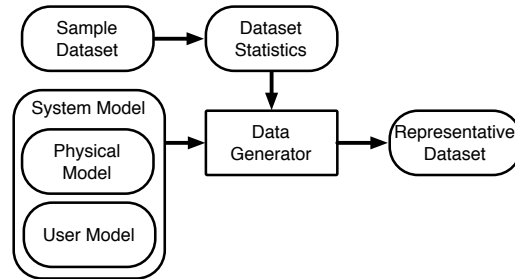 Sample
Dataset
Dataset
Statistics
System Model
Physical
Model
User Model
Data
Generator
Representative
Dataset